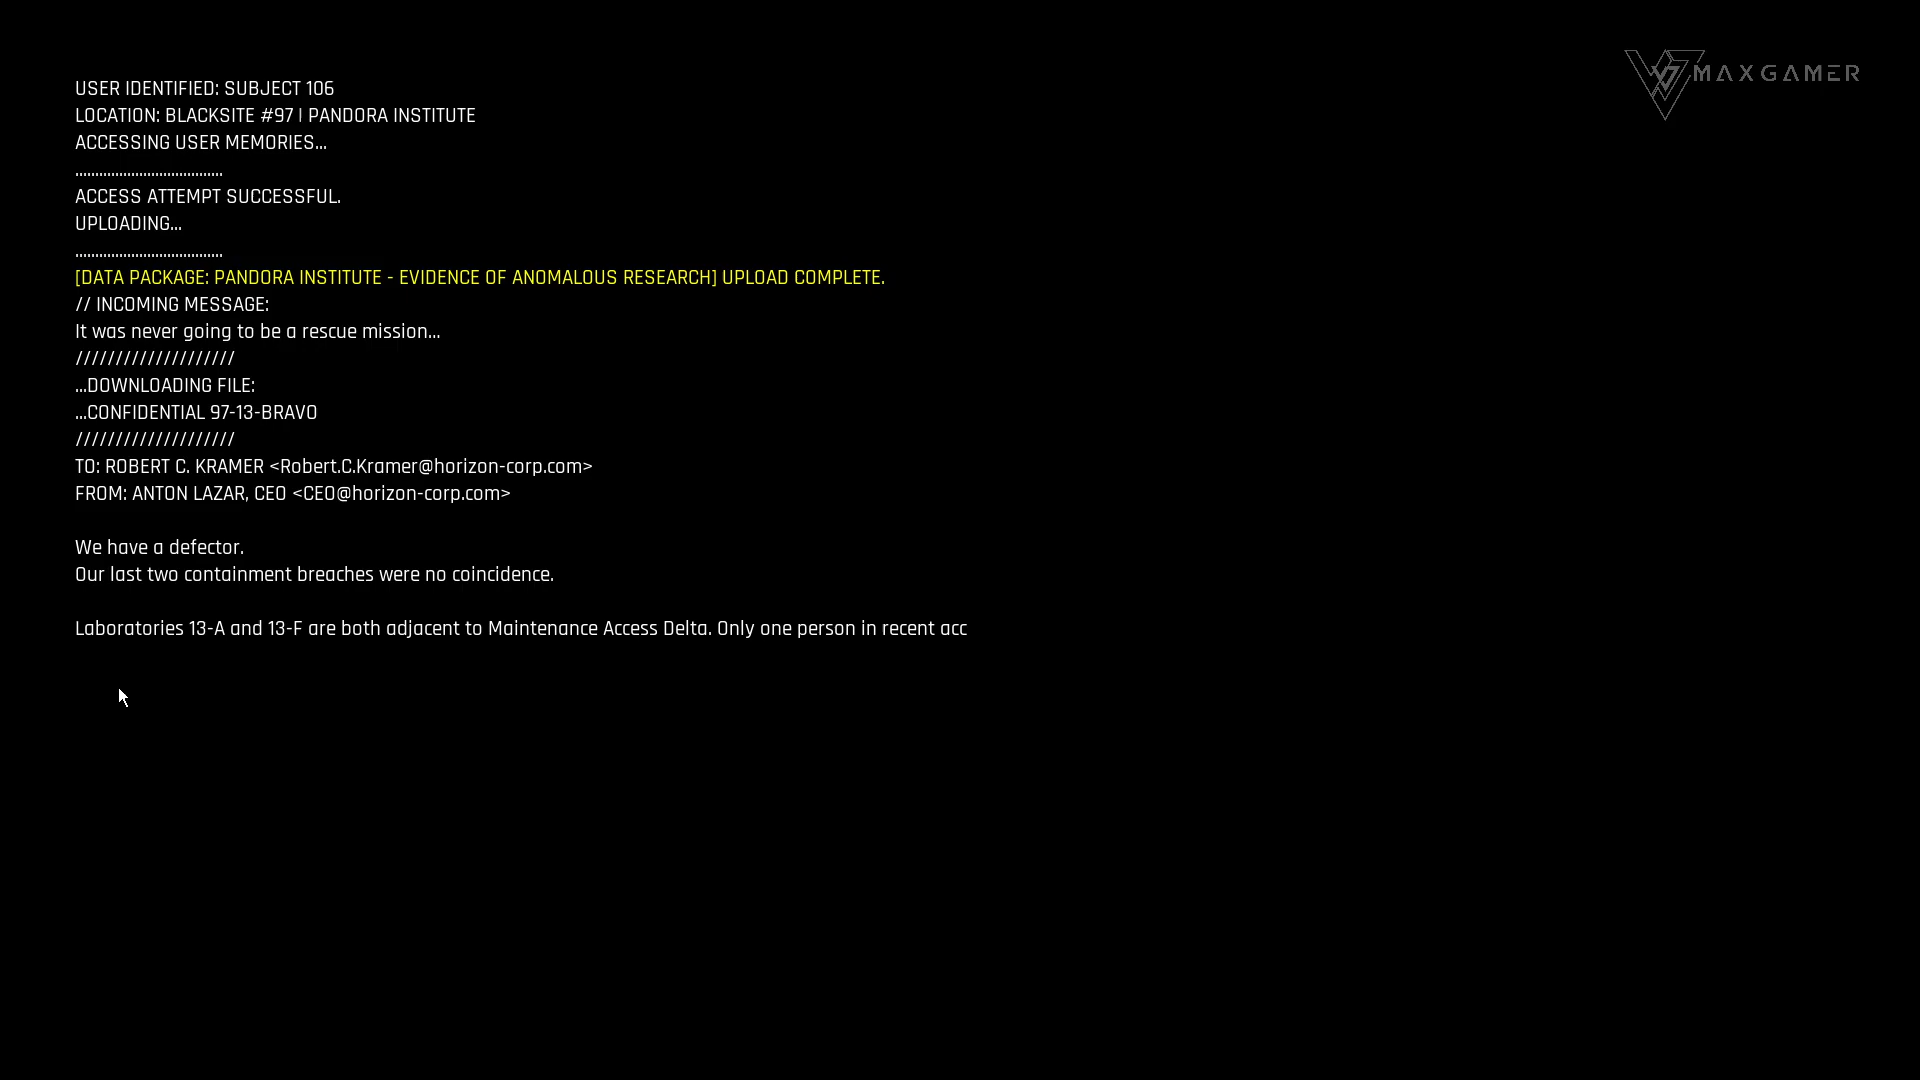 MAXGAMER
USER IDENTIFIED: SUBJECT 106
LOCATION: BLACKSITE #97 | PANDORA INSTITUTE
ACCESSING USER MEMORIES...
.....................................
ACCESS ATTEMPT SUCCESSFUL.
UPLOADING...
.....................................
[DATA PACKAGE: PANDORA INSTITUTE - EVIDENCE OF ANOMALOUS RESEARCH] UPLOAD COMPLETE.
// INCOMING MESSAGE:
It was never going to be a rescue mission...
////////////////////
...DOWNLOADING FILE:
...CONFIDENTIAL 97-13-BRAVO
////////////////////
TO: ROBERT C. KRAMER <Robert.C.Kramer@horizon-corp.com>
FROM: ANTON LAZAR, CEO <CEO@horizon-corp.com>
We have a defector.
Our last two containment breaches were no coincidence.
Laboratories 13-A and 13-F are both adjacent to Maintenance Access Delta. Only one person in recent acc